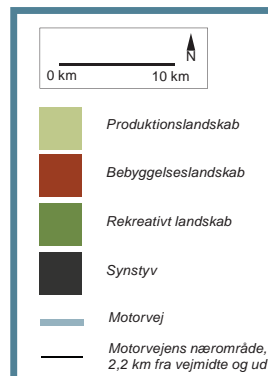 N
0 km 10 km
Produktionslandskab
Bebyggelseslandskab
Rekreativt landskab
Synstyv
Motorvej
Motorvejens nærområde,
2,2 km fra vejmidte og ud